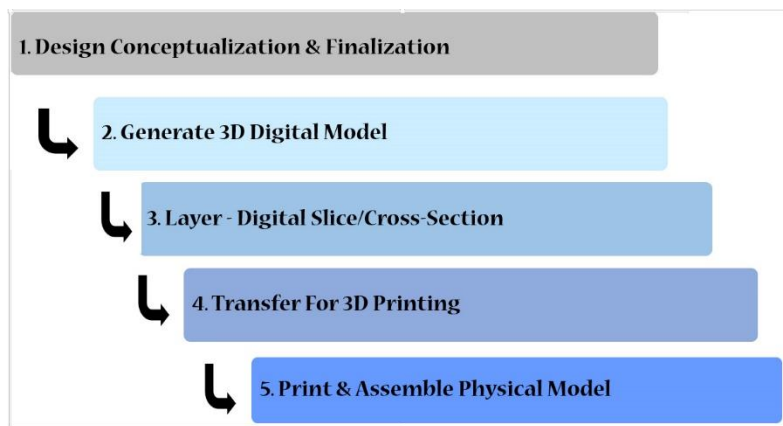 1. Design Conceptualization & Finalization
2. Generate 3D Digital Model
3. Layer - Digital Slice/Cross-Section
4. Transfer For 3D Printing
5. Print & Assemble Physical Model